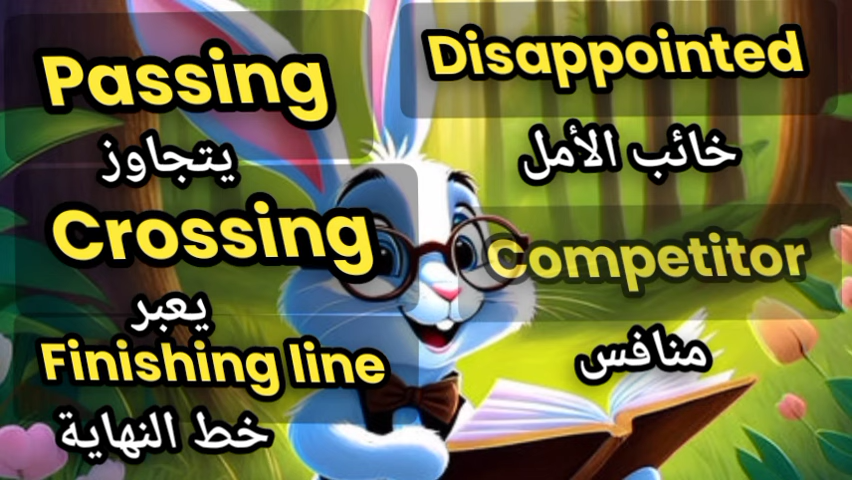 Passing
يتجاوز
Crossing
يعبر
Finishing line
خط النهاية
Disappointed
خائب الأمل
Competitor
منافس